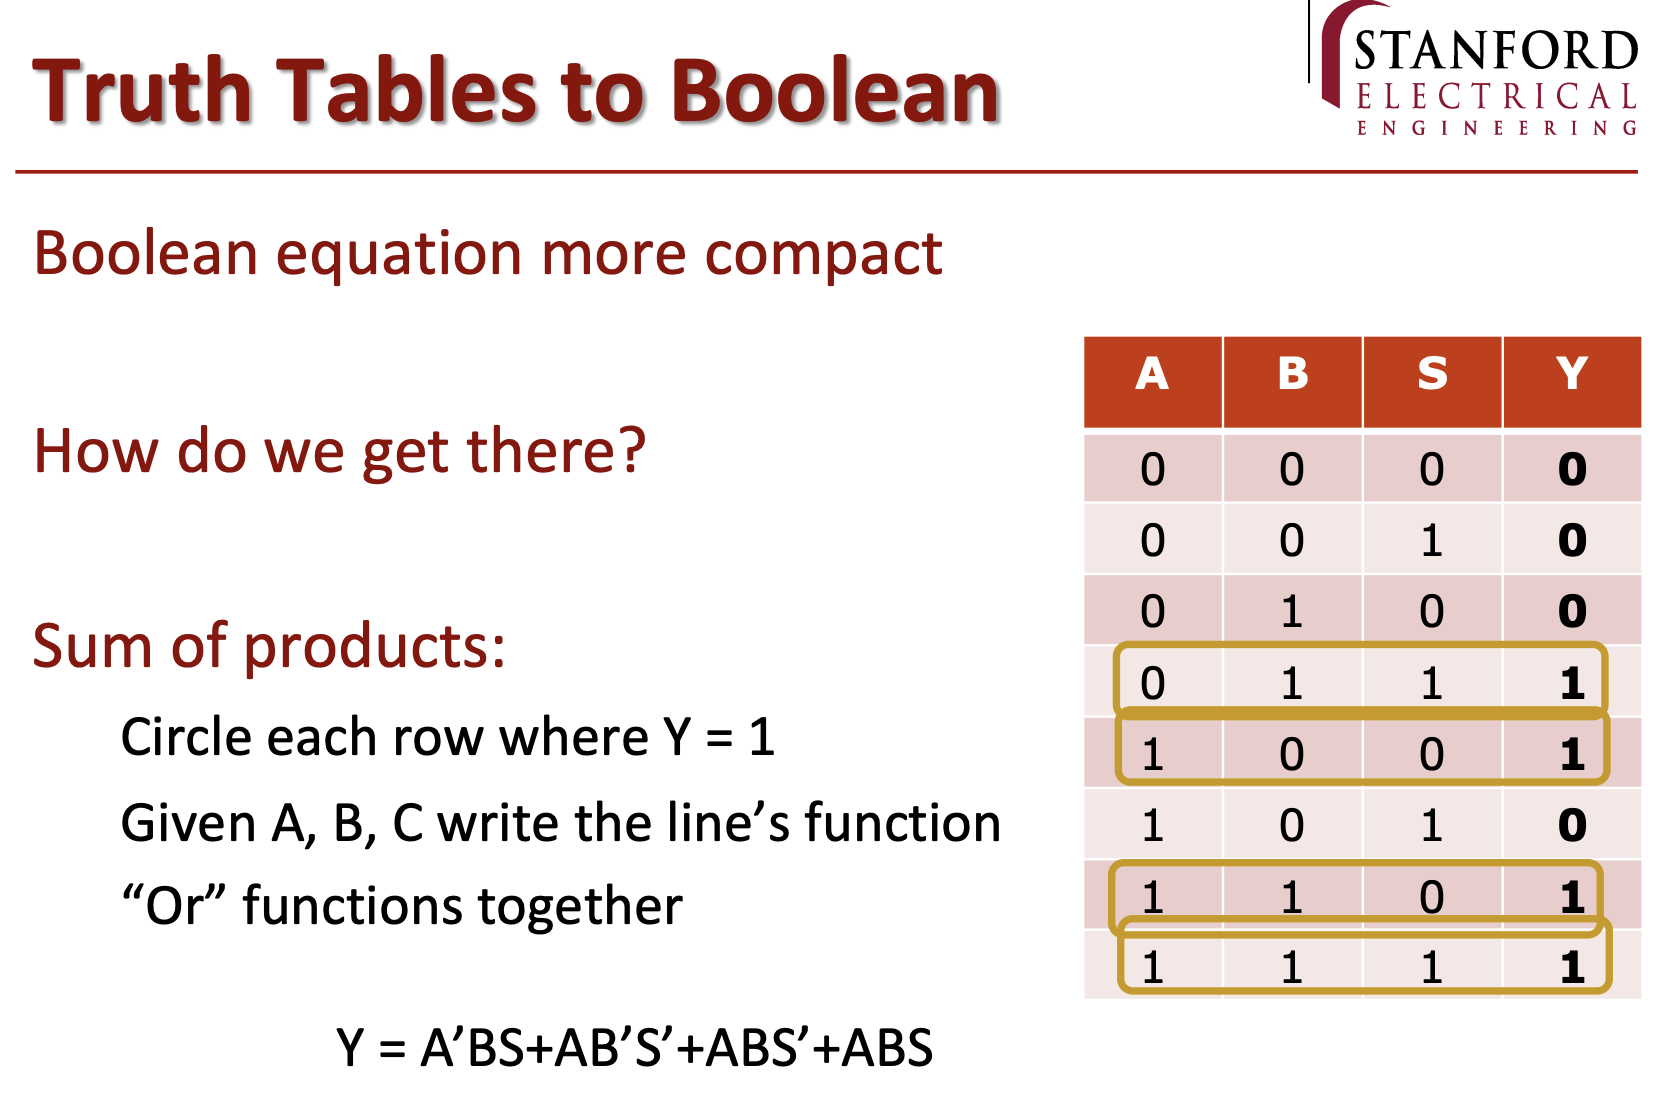 Truth Tables to Boolean
STANFORD
ELECTRICAL
ENGINEERING
Boolean equation more compact
How do we get there?
Sum of products:
Circle each row where Y = 1
Given A, B, C write the line’s function
“Or” functions together
Y = A’BS+AB’S’+ABS’+ABS
A B S Y
0 0 0 0
0 0 1 0
0 1 0 0
0 1 1 1
1 0 0 1
1 0 1 0
1 1 0 1
1 1 1 1